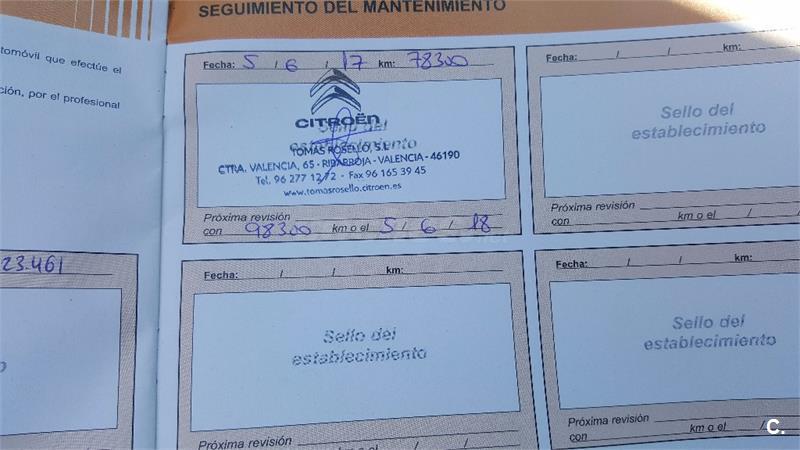 SEGUIMIENTO DEL MANTENIMIENTO
tomóvil que efectúe el
ción, por el profesional
23.461
Fecha: 5 / 6 / 17 km: 78300
CITROËN
Sello del
establecimiento
TOMAS ROSELLO, S.L.
CTRA. VALENCIA, 65 - RIBARROJA - VALENCIA - 46190
Tel. 96 277 12 72 - Fax 96 165 39 45
www.tomasrosello.citroen.es
Próxima revisión
con 98300 km o el 5 / 6 / 18
Fecha: / / km:
Sello del
establecimiento
Próxima revisión
con km o el / /
Fecha: / / km:
Sello del
establecimiento
Próxima revisión
Fecha: / / km:
Sello del
establecimiento
Próxima revisión
con km o el /
C.